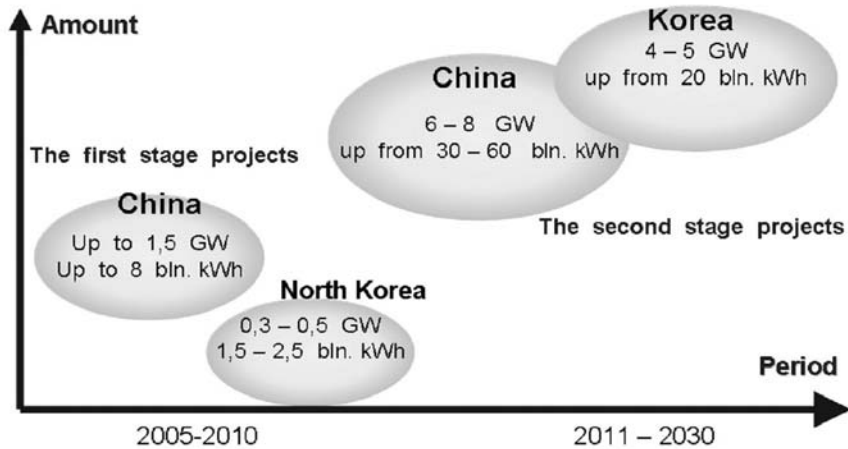 Amount
Korea
4 – 5 GW
up from 20 bln. kWh
China
6 – 8 GW
up from 30 – 60 bln. kWh
The first stage projects
China
Up to 1,5 GW
Up to 8 bln. kWh
The second stage projects
North Korea
0,3 – 0,5 GW
1,5 – 2,5 bln. kWh
Period
2005-2010
2011 – 2030